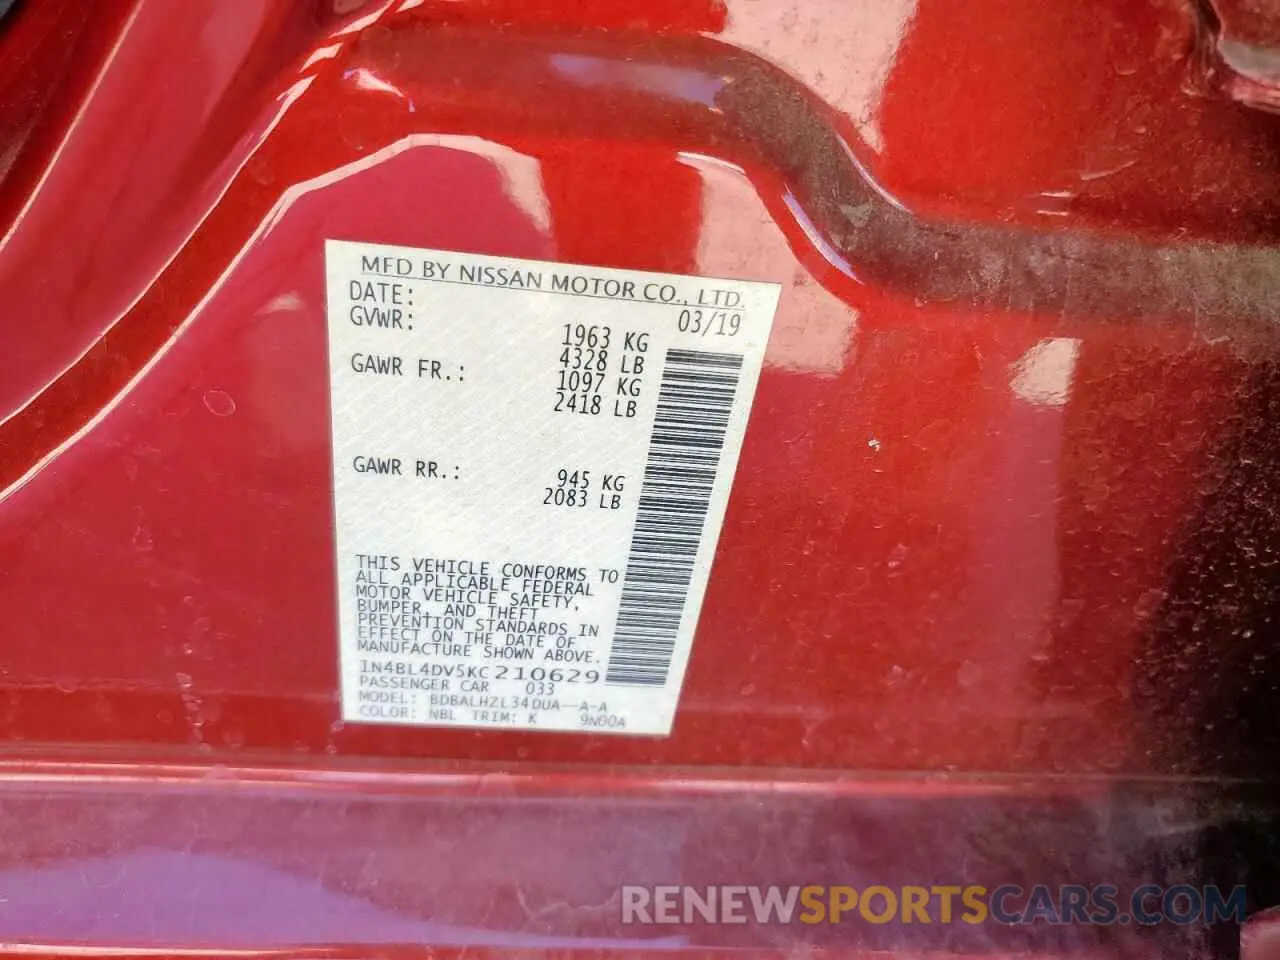 MFD BY NISSAN MOTOR CO., LTD.
DATE: 03/19
GVWR: 1963 KG
4328 LB
GAWR FR.: 1097 KG
2418 LB
GAWR RR.: 945 KG
2083 LB
THIS VEHICLE CONFORMS TO
ALL APPLICABLE FEDERAL
MOTOR VEHICLE SAFETY,
BUMPER, AND THEFT
PREVENTION STANDARDS IN
EFFECT ON THE DATE OF
MANUFACTURE SHOWN ABOVE.
1N4BL4DV5KC210629
PASSENGER CAR 033
MODEL: BDBALHZL34DUA--A-A
COLOR: NBL TRIM: K 9N00A
RENEWSPORTSCARS.COM